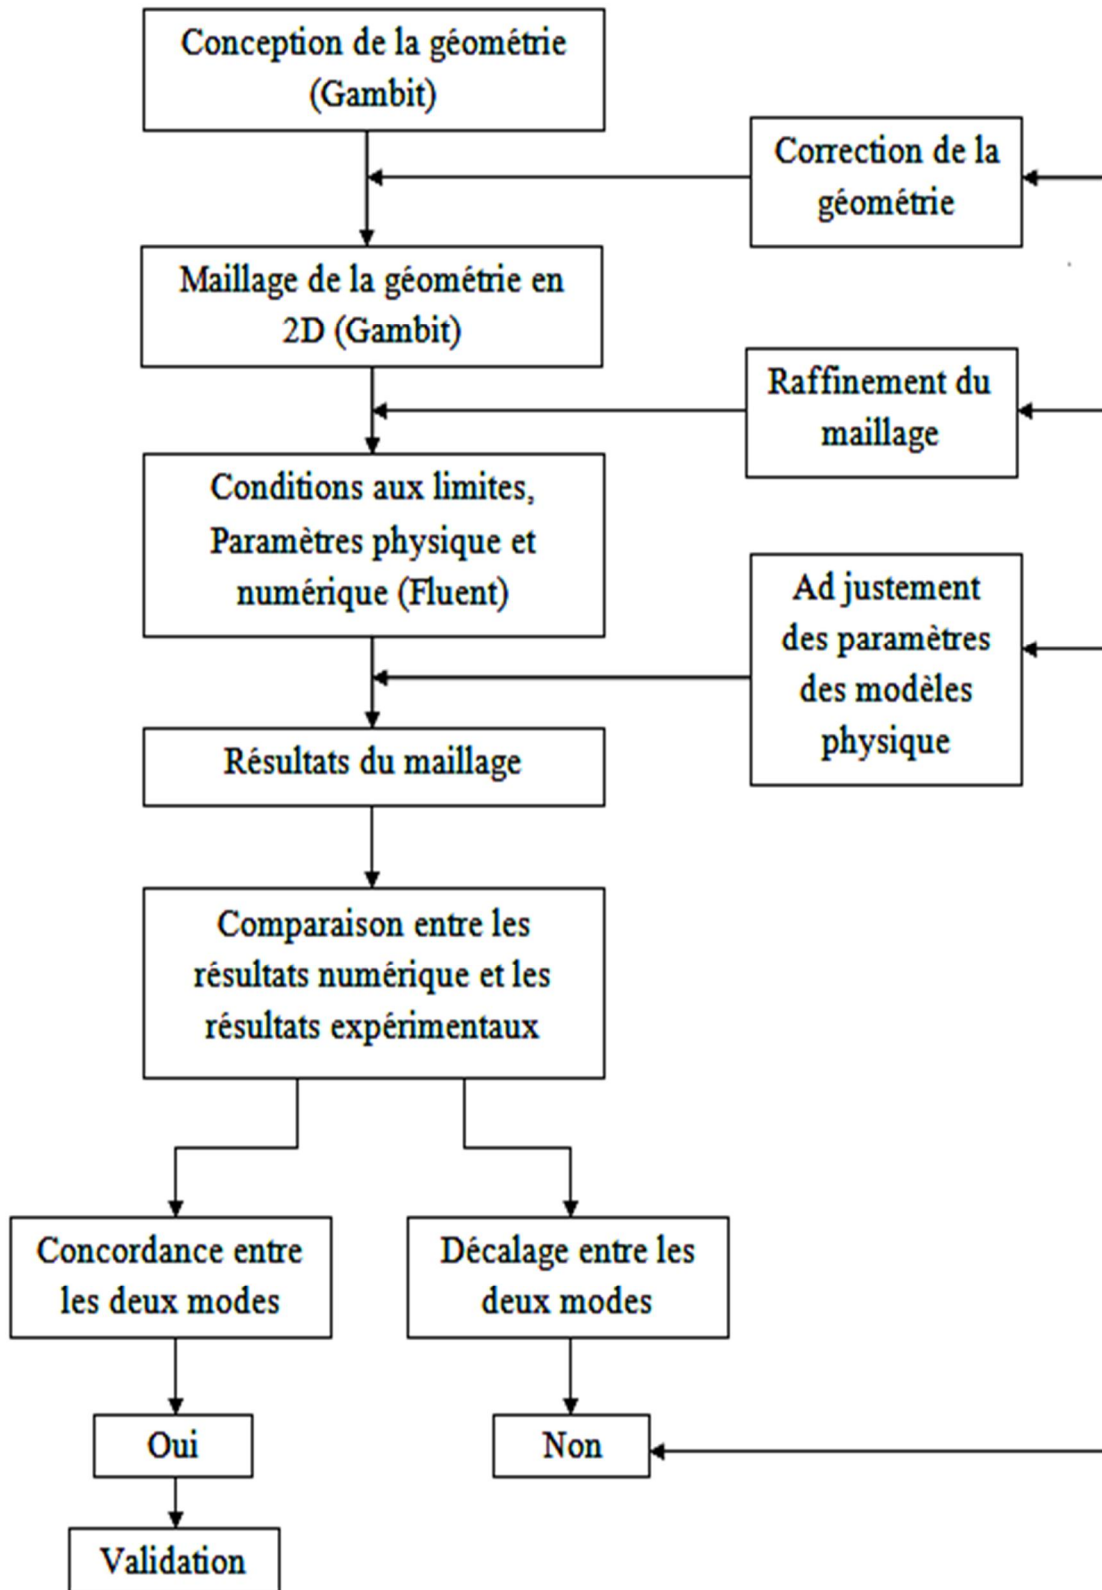 Conception de la géométrie
(Gambit)
Correction de la
géométrie
Maillage de la géométrie en
2D (Gambit)
Raffinement du
maillage
Conditions aux limites,
Paramètres physique et
numérique (Fluent)
Ad justement
des paramètres
des modèles
physique
Résultats du maillage
Comparaison entre les
résultats numérique et les
résultats expérimentaux
Concordance entre
les deux modes
Décalage entre les
deux modes
Oui
Non
Validation